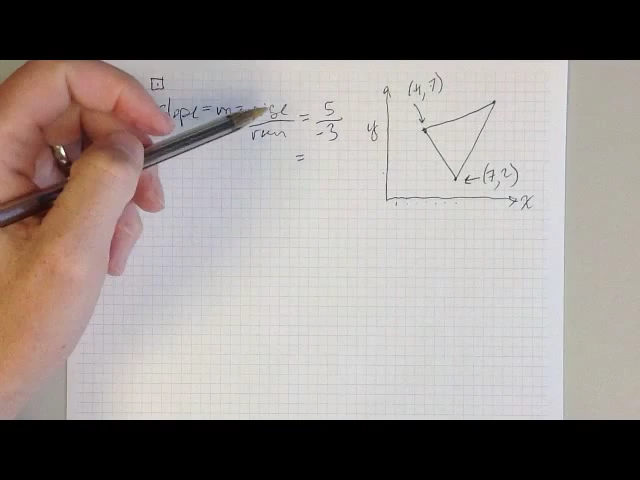 slope = m = rise/run = 5/-3
=
(4,7)
y
(7,2)
x